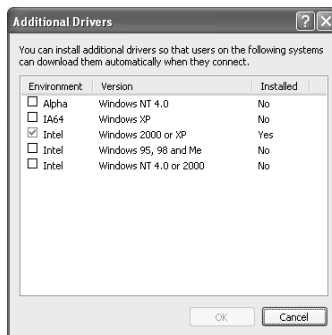 Additional Drivers
You can install additional drivers so that users on the following systems
can download them automatically when they connect.
Environment Version Installed
Alpha Windows NT 4.0 No
IA64 Windows XP No
Intel Windows 2000 or XP Yes
Intel Windows 95, 98 and Me No
Intel Windows NT 4.0 or 2000 No
OK Cancel